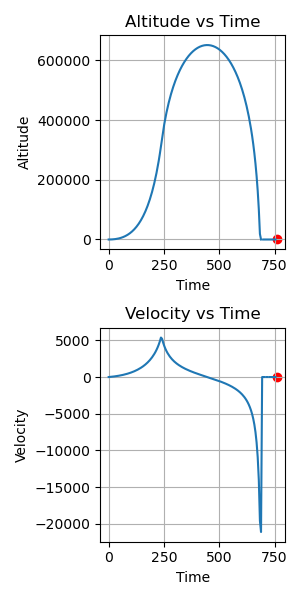 Altitude vs Time
600000
400000
200000
0
Altitude
0 250 500 750
Time
Velocity vs Time
5000
0
−5000
−10000
−15000
−20000
Velocity
0 250 500 750
Time